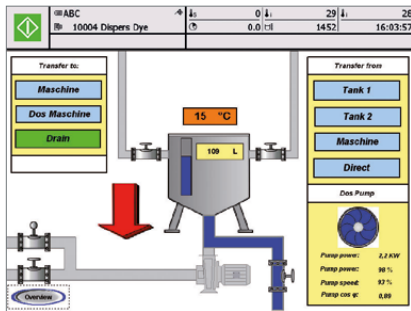 ABC 0 29 28
10004 Dispers Dye 0.0 1452 16:03:57
Transfer to:
Maschine
Dos Maschine
Drain
15 °C
109 L
Transfer from
Tank 1
Tank 2
Maschine
Direct
Dos Pump
Pump power: 2,2 KW
Pump power: 98 %
Pump speed: 93 %
Pump cos φ: 0,89
Overview